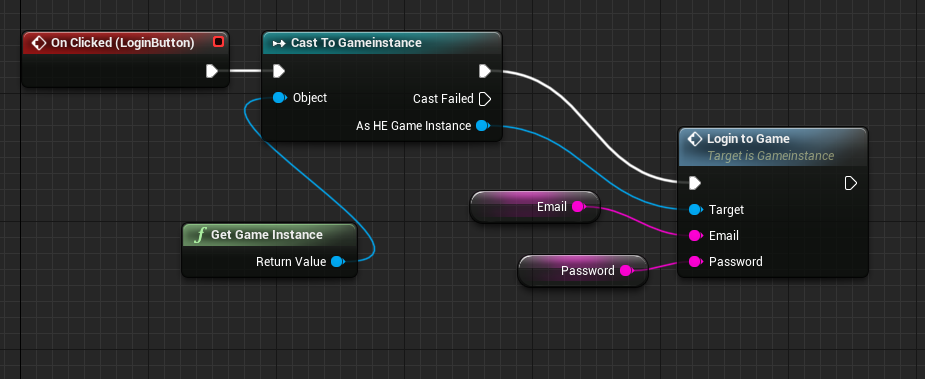 On Clicked (LoginButton)
Cast To Gameinstance
Object
Cast Failed
As HE Game Instance
Get Game Instance
Return Value
Email
Password
Login to Game
Target is Gameinstance
Target
Email
Password